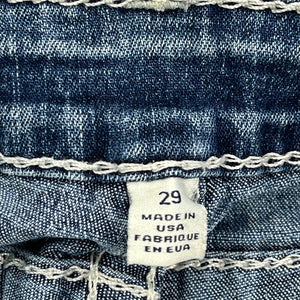 29
MADE IN
USA
FABRIQUE
EN EUA